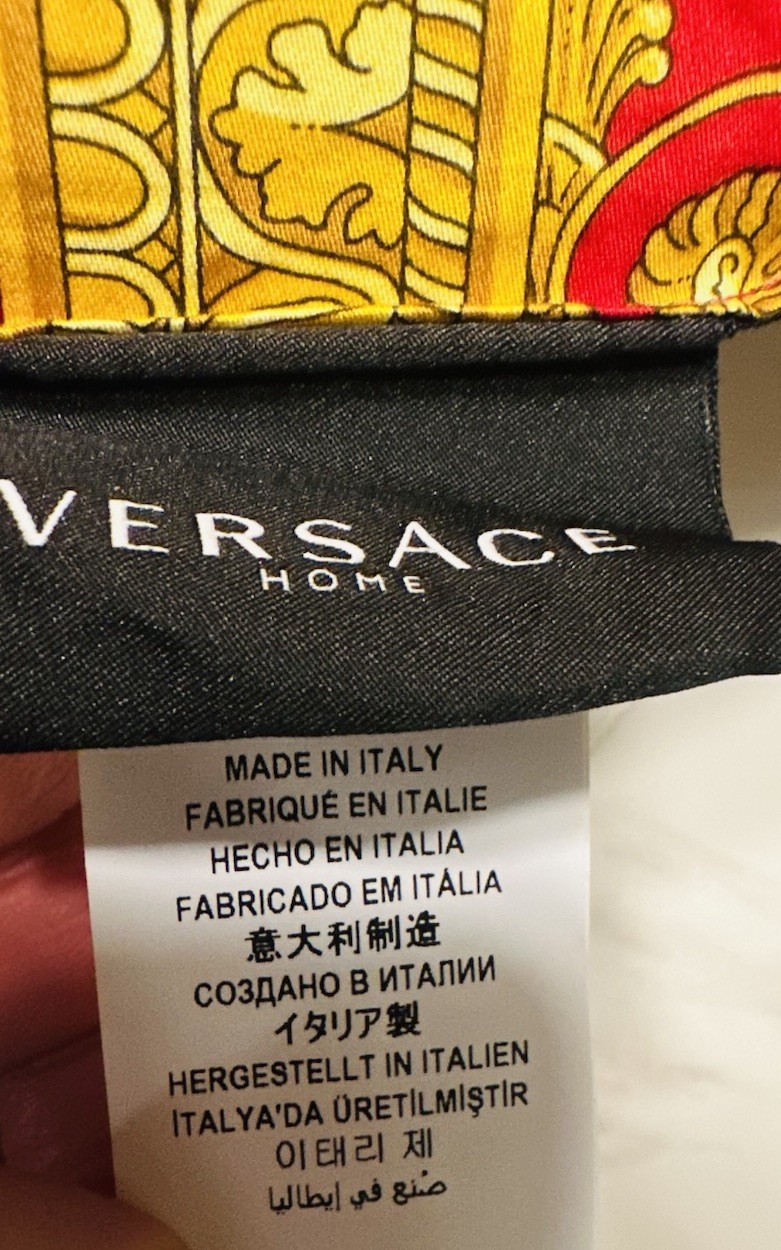 VERSACE
HOME
MADE IN ITALY
FABRIQUÉ EN ITALIE
HECHO EN ITALIA
FABRICADO EM ITÁLIA
意大利制造
СОЗДАНО В ИТАЛИИ
イタリア製
HERGESTELLT IN ITALIEN
İTALYA'DA ÜRETİLMİŞTİR
이태리 제
صُنع في إيطاليا